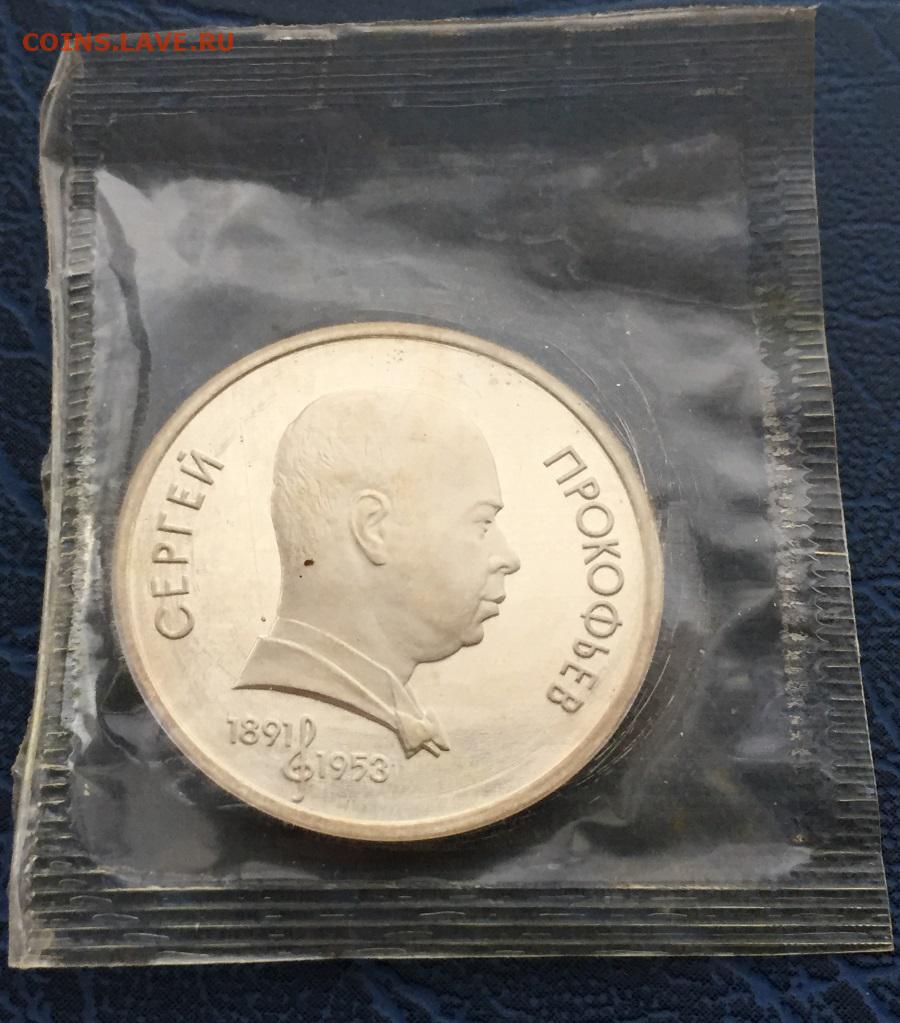 COINS.LAVE.RU
СЕРГЕЙ
ПРОКОФЬЕВ
1891
1953